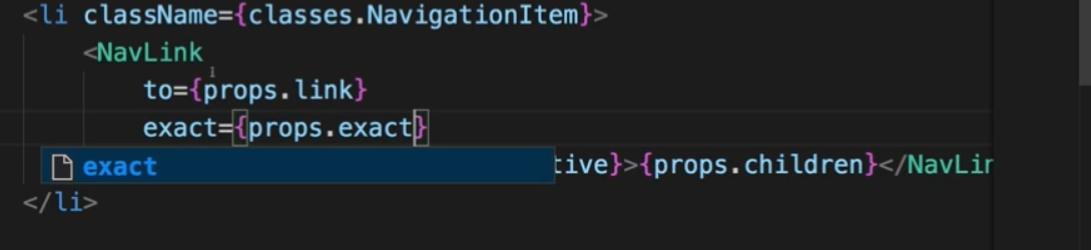 <li className={classes.NavigationItem}>
<NavLink
to={props.link}
exact={props.exact}
exact
tive}>{props.children}</NavLin
</li>